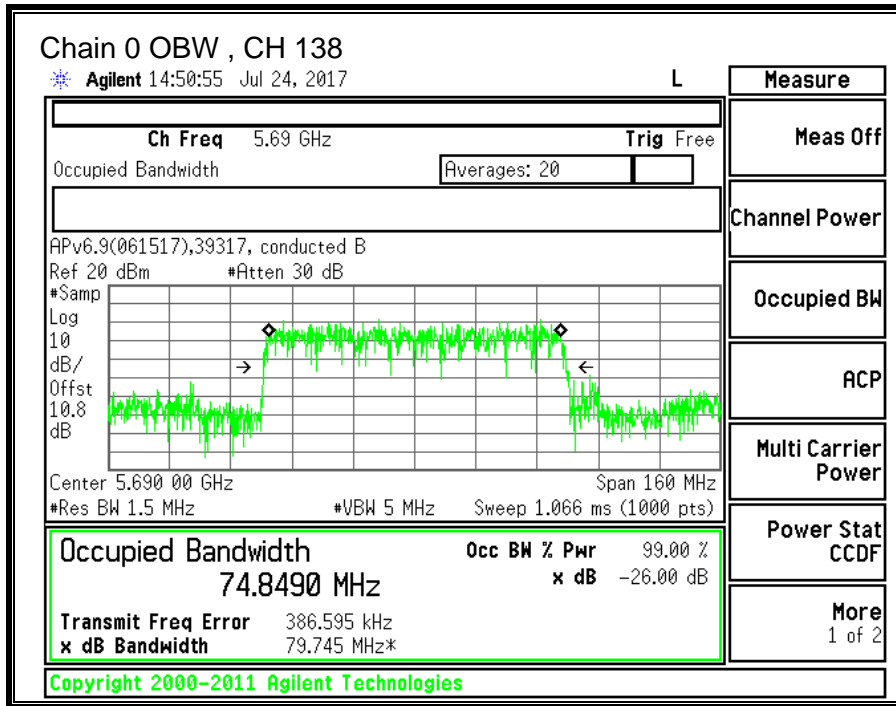 Chain 0 OBW , CH 138
Agilent 14:50:55 Jul 24, 2017 L
Measure
Ch Freq 5.69 GHz Trig Free
Occupied Bandwidth Averages: 20
APv6.9(061517),39317, conducted B
Ref 20 dBm #Atten 30 dB
#Samp
Log
10
dB/
Offst
10.8
dB
Center 5.690 00 GHz Span 160 MHz
#Res BW 1.5 MHz #VBW 5 MHz Sweep 1.066 ms (1000 pts)
Occupied Bandwidth Occ BW % Pwr 99.00 %
74.8490 MHz x dB -26.00 dB
Transmit Freq Error 386.595 kHz
x dB Bandwidth 79.745 MHz*
Copyright 2000-2011 Agilent Technologies
Meas Off
Channel Power
Occupied BW
ACP
Multi Carrier
Power
Power Stat
CCDF
More
1 of 2